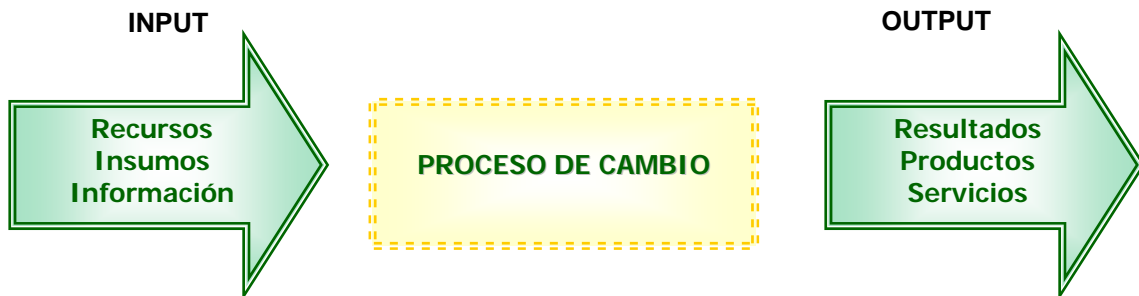 INPUT
Recursos
Insumos
Información
PROCESO DE CAMBIO
OUTPUT
Resultados
Productos
Servicios